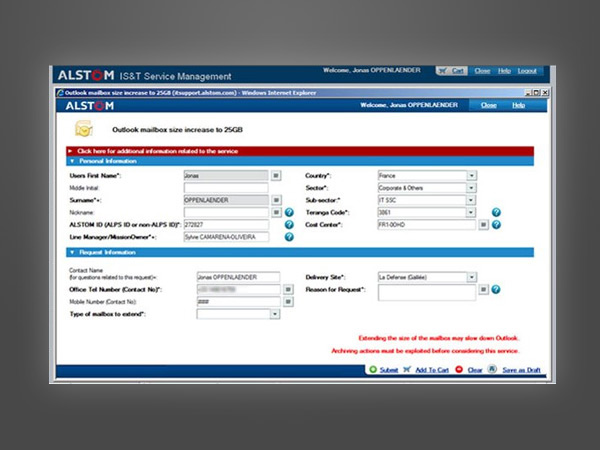 ALSTOM IS&T Service Management
Welcome, Jonas OPPENLAENDER Cart Close Help Logout
Outlook mailbox size increase to 25GB (itsupport.alstom.com) - Windows Internet Explorer
ALSTOM Welcome, Jonas OPPENLAENDER Close Help
Outlook mailbox size increase to 25GB
Click here for additional information related to the service
Personal Information
Users First Name*: Jonas Country*: France
Middle Initial: Sector*: Corporate & Others
Surname*: OPPENLAENDER Sub-sector:* IT SSC
Nickname: Teranga Code*: 3861
ALSTOM ID (ALPS ID or non-ALPS ID)*: 272627 Cost Center*: FR1-00HD
Line Manager/MissionOwner*: Sylvie CAMARENA-OLIVEIRA
Request Information
Contact Name
(for questions related to this request)*: Jonas OPPENLAENDER Delivery Site*: La Defense (Galilée)
Office Tel Number (Contact No)*: Reason for Request*:
Mobile Number (Contact No): ###
Type of mailbox to extend*:
Extending the size of the mailbox may slow down Outlook.
Archiving actions must be exploited before considering this service.
Submit Add To Cart Clear Save as Draft